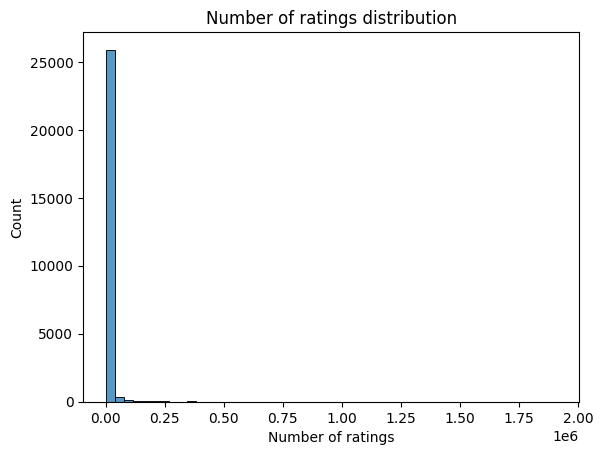 Number of ratings distribution
Count
25000
20000
15000
10000
5000
0
0.00 0.25 0.50 0.75 1.00 1.25 1.50 1.75 2.00
1e6
Number of ratings